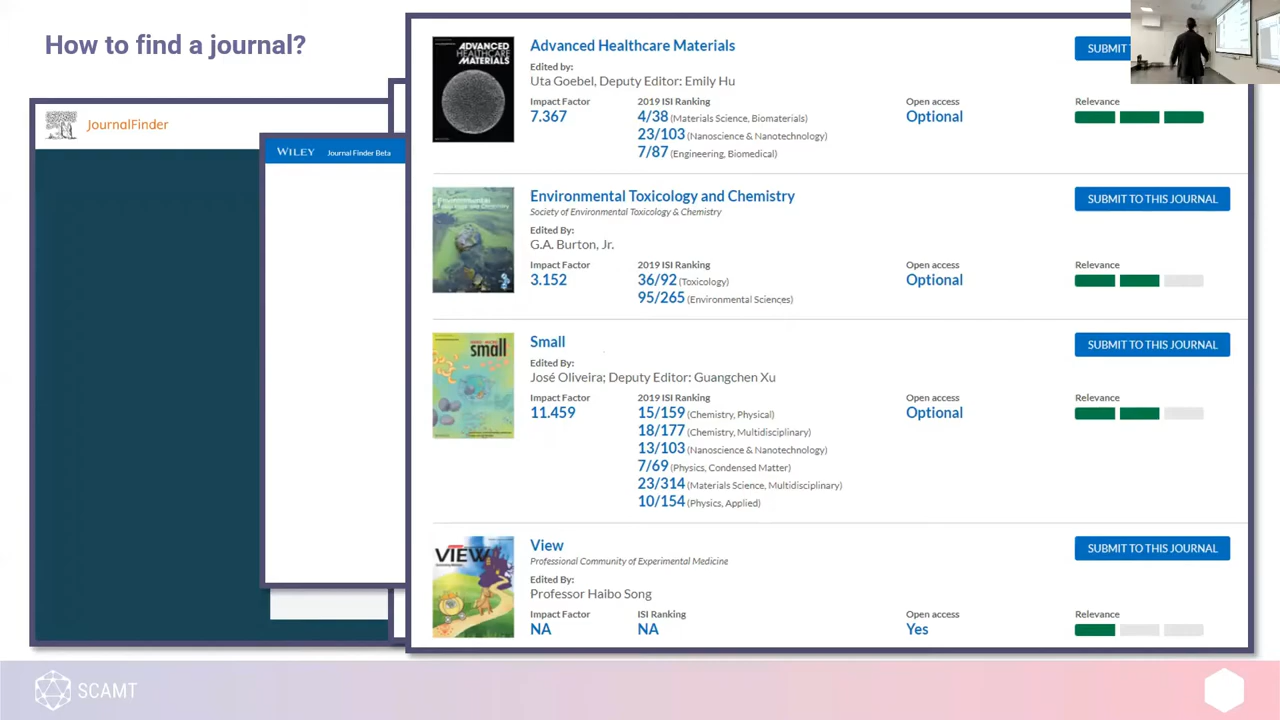 How to find a journal?
JournalFinder
WILEY Journal Finder Beta
ADVANCED
HEALTHCARE
MATERIALS
Advanced Healthcare Materials
SUBMIT T
Edited by:
Uta Goebel, Deputy Editor: Emily Hu
Impact Factor
2019 ISI Ranking
Open access
Relevance
7.367
4/38 (Materials Science, Biomaterials)
Optional
23/103 (Nanoscience & Nanotechnology)
7/87 (Engineering, Biomedical)
Environmental Toxicology and Chemistry
SUBMIT TO THIS JOURNAL
Society of Environmental Toxicology & Chemistry
Edited By:
G.A. Burton, Jr.
Impact Factor
2019 ISI Ranking
Open access
Relevance
3.152
36/92 (Toxicology)
Optional
95/265 (Environmental Sciences)
small
Small
SUBMIT TO THIS JOURNAL
Edited By:
José Oliveira; Deputy Editor: Guangchen Xu
Impact Factor
2019 ISI Ranking
Open access
Relevance
11.459
15/159 (Chemistry, Physical)
Optional
18/177 (Chemistry, Multidisciplinary)
13/103 (Nanoscience & Nanotechnology)
7/69 (Physics, Condensed Matter)
23/314 (Materials Science, Multidisciplinary)
10/154 (Physics, Applied)
VIEW
View
SUBMIT TO THIS JOURNAL
Professional Community of Experimental Medicine
Edited By:
Professor Haibo Song
Impact Factor
ISI Ranking
Open access
Relevance
NA
NA
Yes
SCAMT